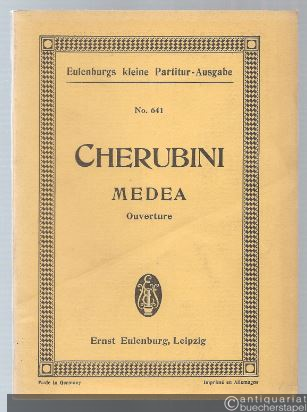 Eulenburgs kleine Partitur-Ausgabe
No. 641
CHERUBINI
MEDEA
Ouverture
Ernst Eulenburg, Leipzig
Made in Germany Imprimé en Allemagne
antiquariat
buecherstapel